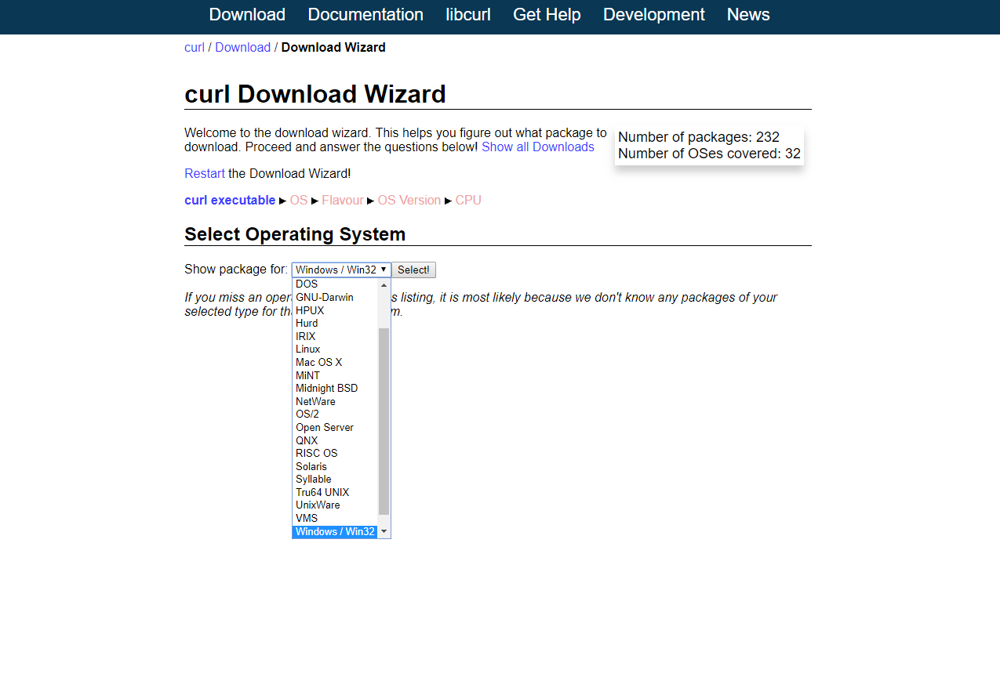 Download Documentation libcurl Get Help Development News
curl / Download / Download Wizard
curl Download Wizard
Welcome to the download wizard. This helps you figure out what package to
download. Proceed and answer the questions below! Show all Downloads
Number of packages: 232
Number of OSes covered: 32
Restart the Download Wizard!
curl executable ▶ OS ▶ Flavour ▶ OS Version ▶ CPU
Select Operating System
Show package for: Windows / Win32 ▼ Select!
If you miss an oper s listing, it is most likely because we don't know any packages of your
selected type for th m.
DOS
GNU-Darwin
HPUX
Hurd
IRIX
Linux
Mac OS X
MiNT
Midnight BSD
NetWare
OS/2
Open Server
QNX
RISC OS
Solaris
Syllable
Tru64 UNIX
UnixWare
VMS
Windows / Win32